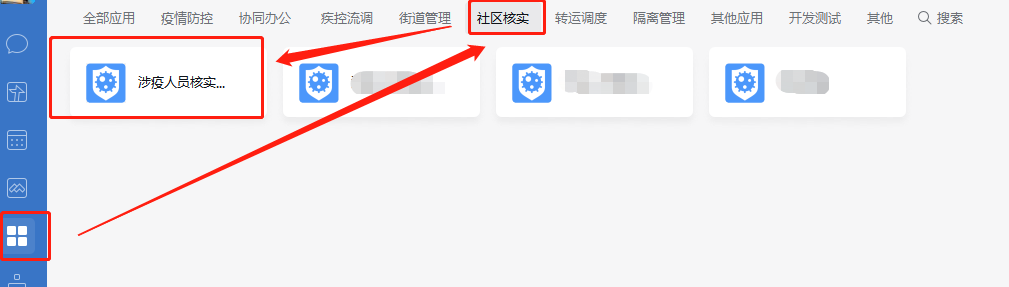 全部应用 疫情防控 协同办公 疾控流调 街道管理 社区核实 转运调度 隔离管理 其他应用 开发测试 其他 搜索
涉疫人员核实...